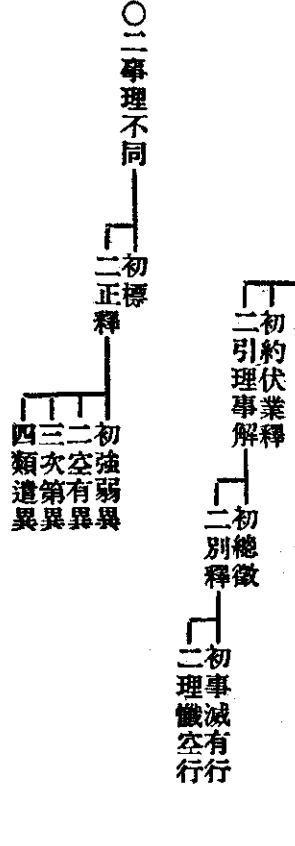 初約伏業釋
二引理事解
初總徵
二別釋
初事滅有行
二理懺空行
〇二事理不同
初標
二正釋
初強弱異
二空有異
三次第異
四類遣異